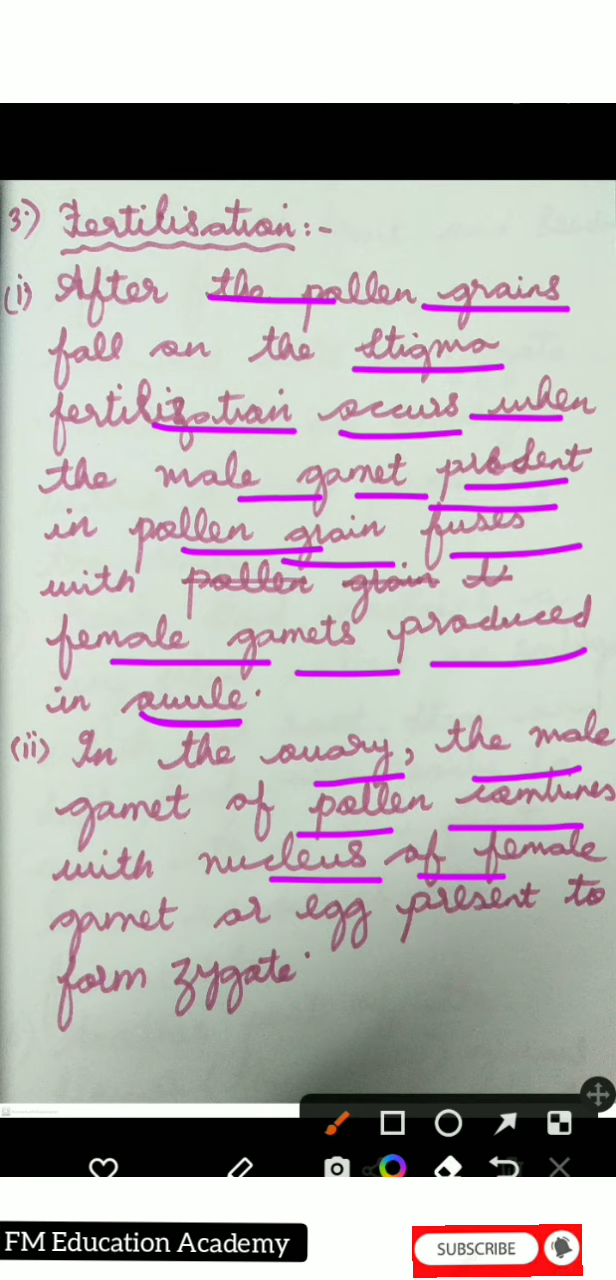 3.) Fertilisation:-
(i) After the pollen grains
fall on the stigma
fertilization occurs when
the male gamet present
in pollen grain fuses
with pollen grain
female gamets produced
in ovule.
(ii) In the ovary, the male
gamet of pollen combines
with nucleus of female
gamet or egg present to
form zygate.
FM Education Academy
SUBSCRIBE